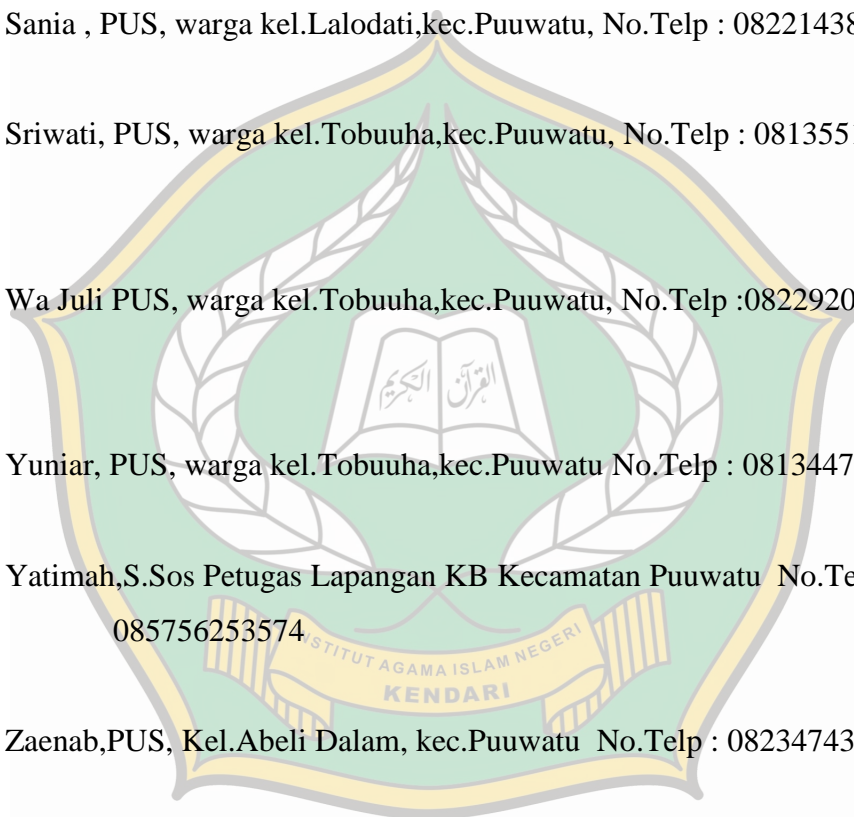 Sania , PUS, warga kel.Lalodati,kec.Puuwatu, No.Telp : 08221438
Sriwati, PUS, warga kel.Tobuuha,kec.Puuwatu, No.Telp : 081355
Wa Juli PUS, warga kel.Tobuuha,kec.Puuwatu, No.Telp :0822920
القرآن الكريم
Yuniar, PUS, warga kel.Tobuuha,kec.Puuwatu No.Telp : 0813447
Yatimah,S.Sos Petugas Lapangan KB Kecamatan Puuwatu No.Te
085756253574
INSTITUT AGAMA ISLAM NEGERI
KENDARI
Zaenab,PUS, Kel.Abeli Dalam, kec.Puuwatu No.Telp : 08234743